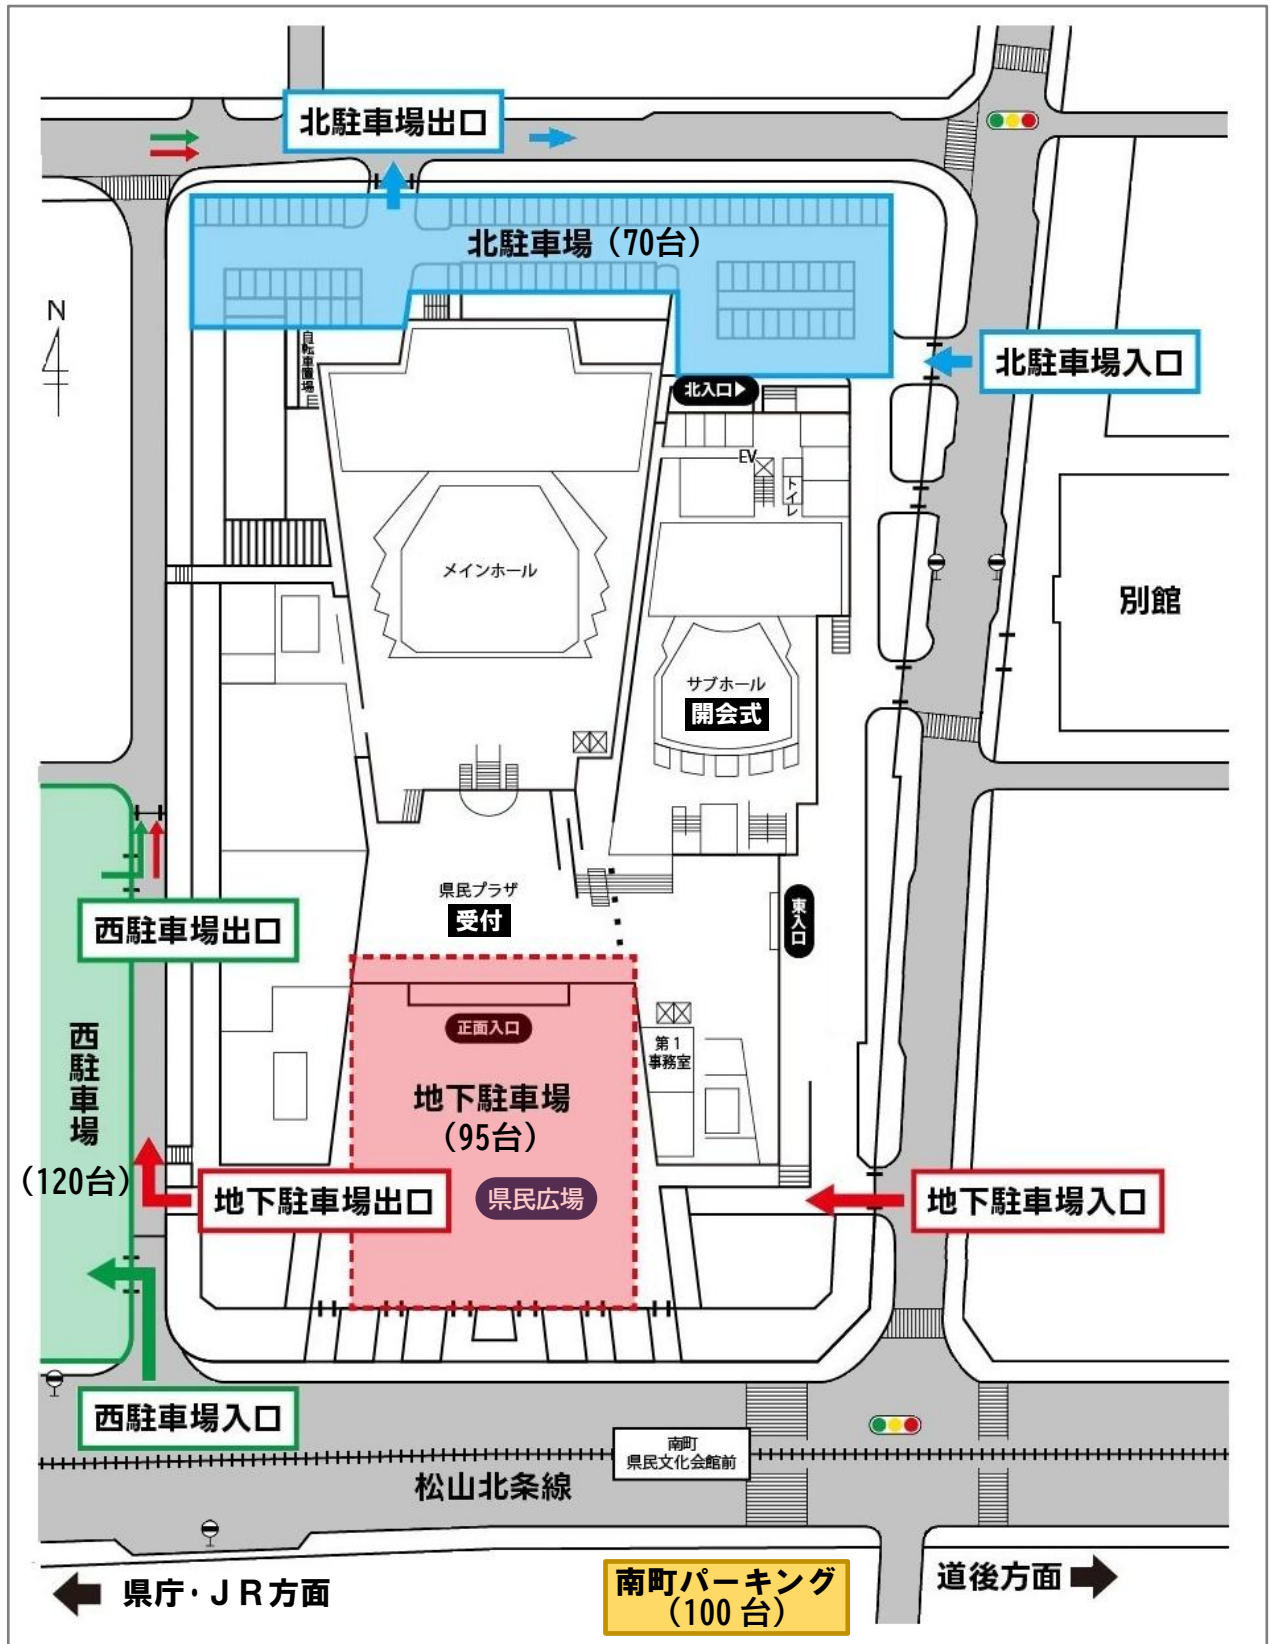 北駐車場出口
北駐車場（70台）
N
自転車置場
北駐車場入口
北入口▶
EV
トイレ
メインホール
別館
サブホール
開会式
県民プラザ
受付
東入口
西駐車場出口
正面入口
第1
事務室
西駐車場
（120台）
地下駐車場
（95台）
県民広場
地下駐車場出口
地下駐車場入口
西駐車場入口
南町
県民文化会館前
松山北条線
県庁・ＪＲ方面
南町パーキング
（100台）
道後方面